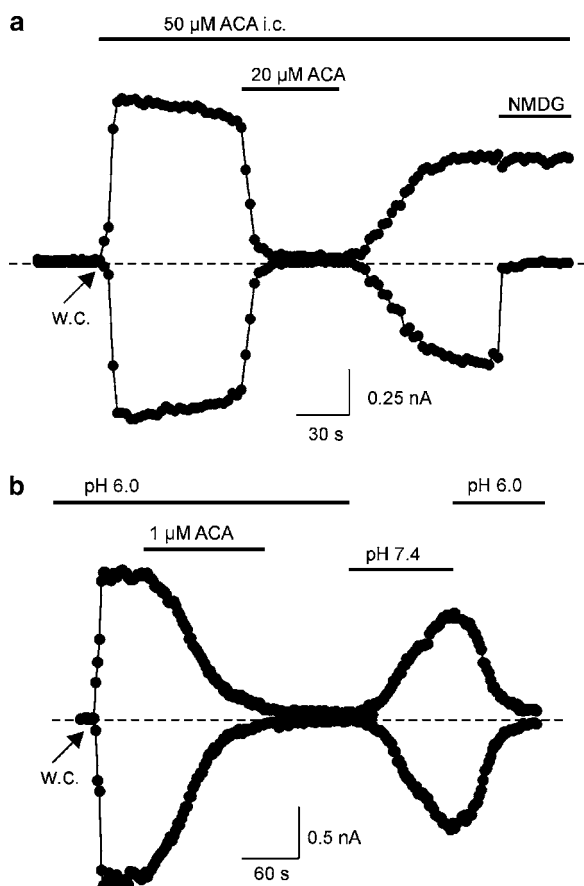 a
50 µM ACA i.c.
20 µM ACA
NMDG
W.C.
0.25 nA
30 s
b
pH 6.0
pH 6.0
1 µM ACA
pH 7.4
W.C.
0.5 nA
60 s